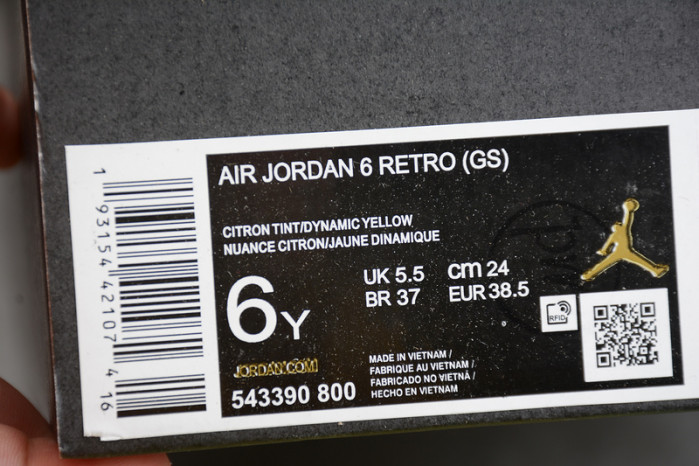 AIR JORDAN 6 RETRO (GS)
CITRON TINT/DYNAMIC YELLOW
NUANCE CITRON/JAUNE DINAMIQUE
6Y
UK 5.5 cm 24
BR 37 EUR 38.5
RFID
JORDAN.COM
543390 800
MADE IN VIETNAM /
FABRIQUE AU VIETNAM /
FABRICADO NO VIETNÃ /
HECHO EN VIETNAM
1 93154 42107 4 16